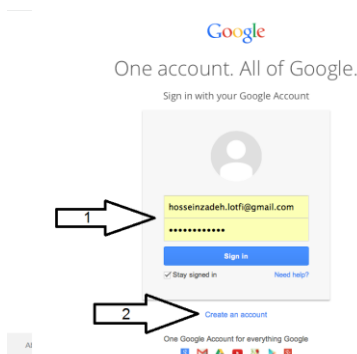 Google
One account. All of Google.
Sign in with your Google Account
hosseinzadeh.lotfi@gmail.com
••••••••••••
1
Sign in
Stay signed in Need help?
2
Create an account
One Google Account for everything Google